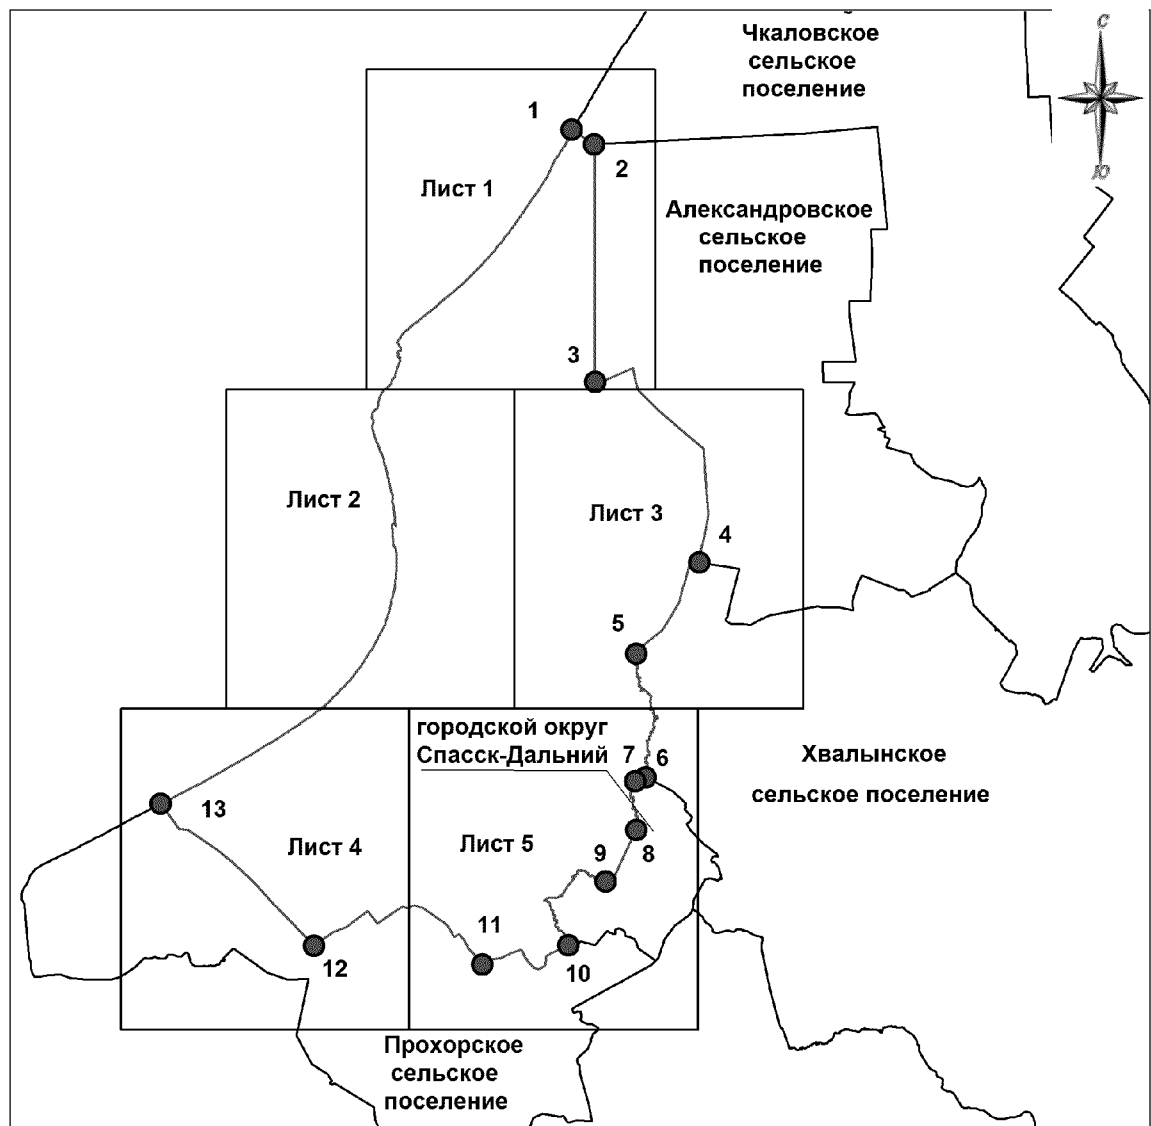 Чкаловское
сельское
поселение
С
Ю
1
2
Лист 1
Александровское
сельское
поселение
3
Лист 2
Лист 3
4
5
городской округ
Спасск-Дальний
7
6
Хвалынское
сельское поселение
13
Лист 4
Лист 5
9
8
11
12
10
Прохорское
сельское
поселение